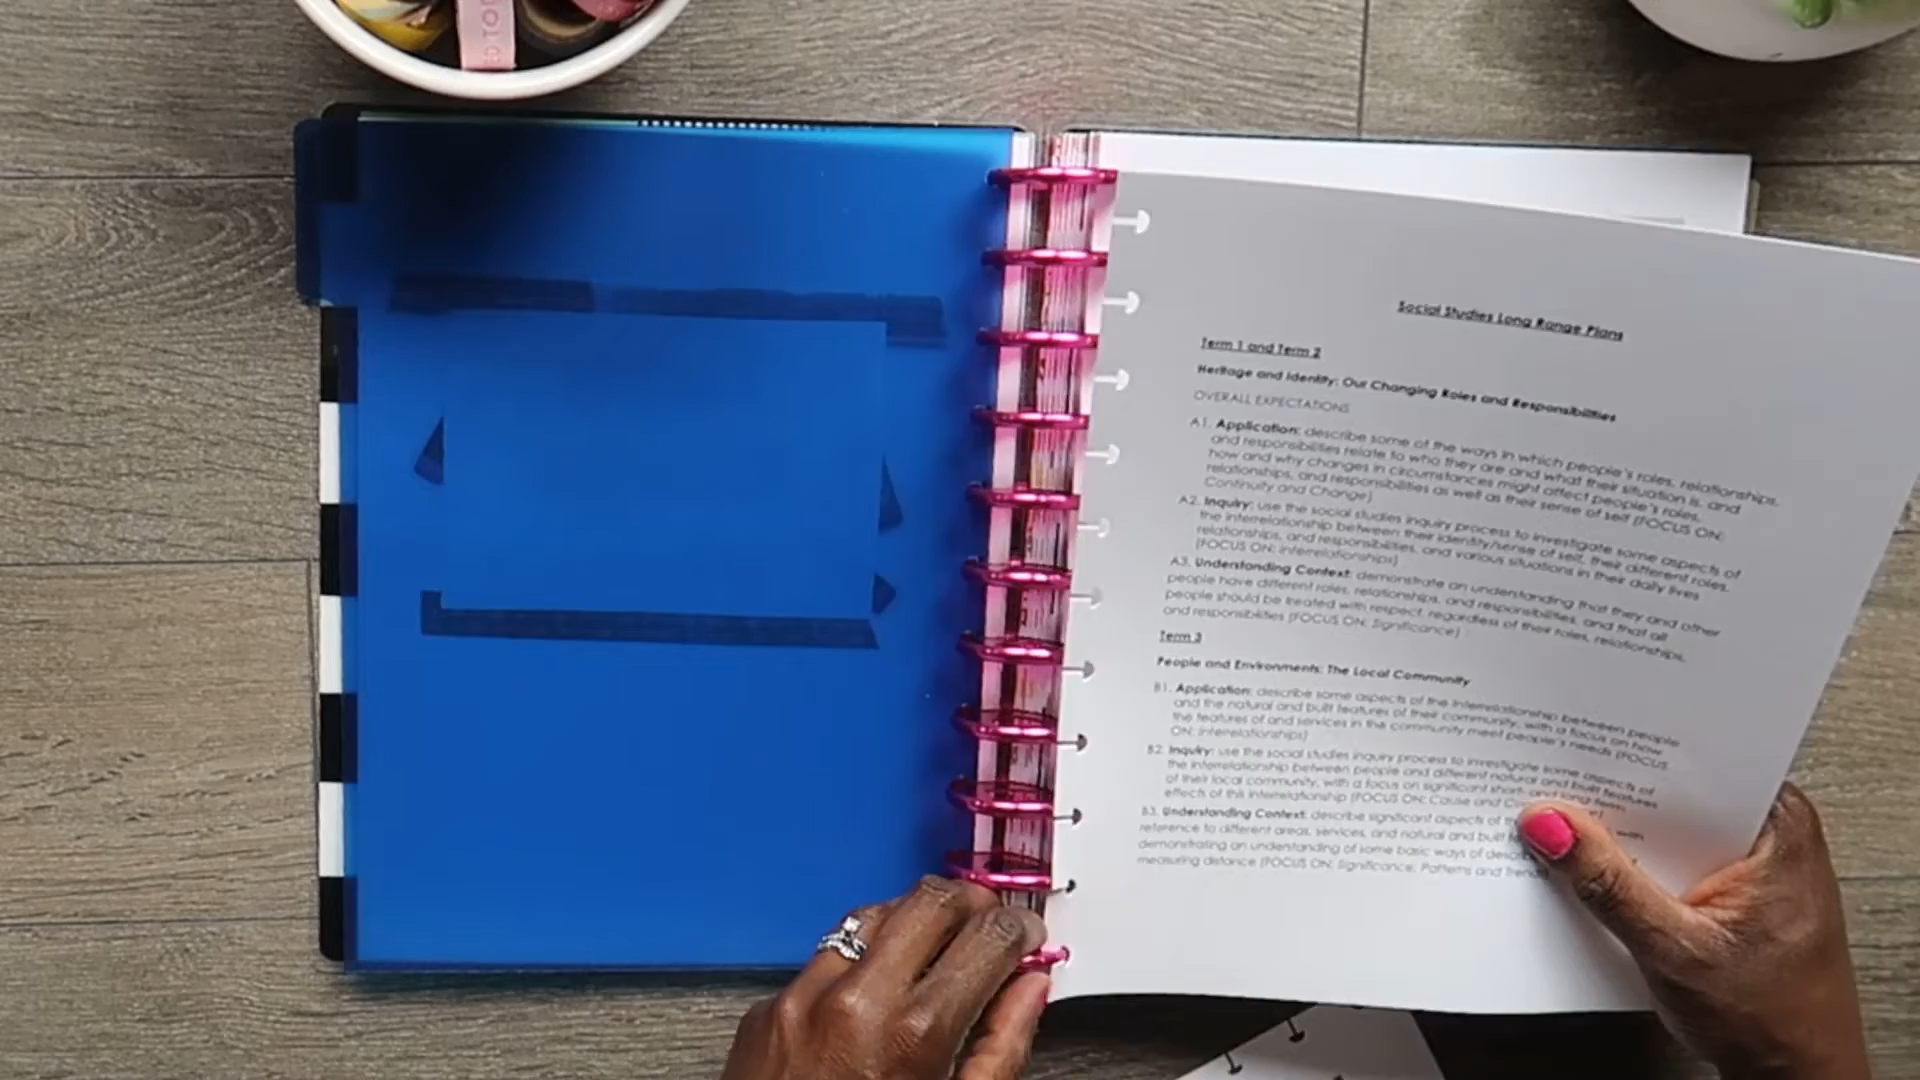 Social Studies Long Range Plans
Term 1 and Term 2
Heritage and Identity: Our Changing Roles and Responsibilities
OVERALL EXPECTATIONS
A1. Application: describe some of the ways in which people's roles, relationships,
and responsibilities relate to who they are and what their situation is, and
how and why changes in circumstances might affect people's roles,
relationships, and responsibilities as well as their sense of self (FOCUS ON:
Continuity and Change)
A2. Inquiry: use the social studies inquiry process to investigate some aspects of
the interrelationship between their identity/sense of self, their different roles,
relationships, and responsibilities, and various situations in their daily lives
(FOCUS ON: Interrelationships)
A3. Understanding Context: demonstrate an understanding that they and other
people have different roles, relationships, and responsibilities, and that all
people should be treated with respect, regardless of their roles, relationships,
and responsibilities (FOCUS ON: Significance)
Term 3
People and Environments: The Local Community
B1. Application: describe some aspects of the interrelationship between people
and the natural and built features of their community, with a focus on how
the features of and services in the community meet people's needs (FOCUS
ON: Interrelationships)
B2. Inquiry: use the social studies inquiry process to investigate some aspects of
the interrelationship between people and different natural and built features
of their local community, with a focus on significant short- and long-term
effects of this interrelationship (FOCUS ON: Cause and
B3. Understanding Context: describe significant aspects of with
reference to different areas, services, and natural and built
demonstrating an understanding of some basic ways of
measuring distance (FOCUS ON: Significance; Patterns and Trends)